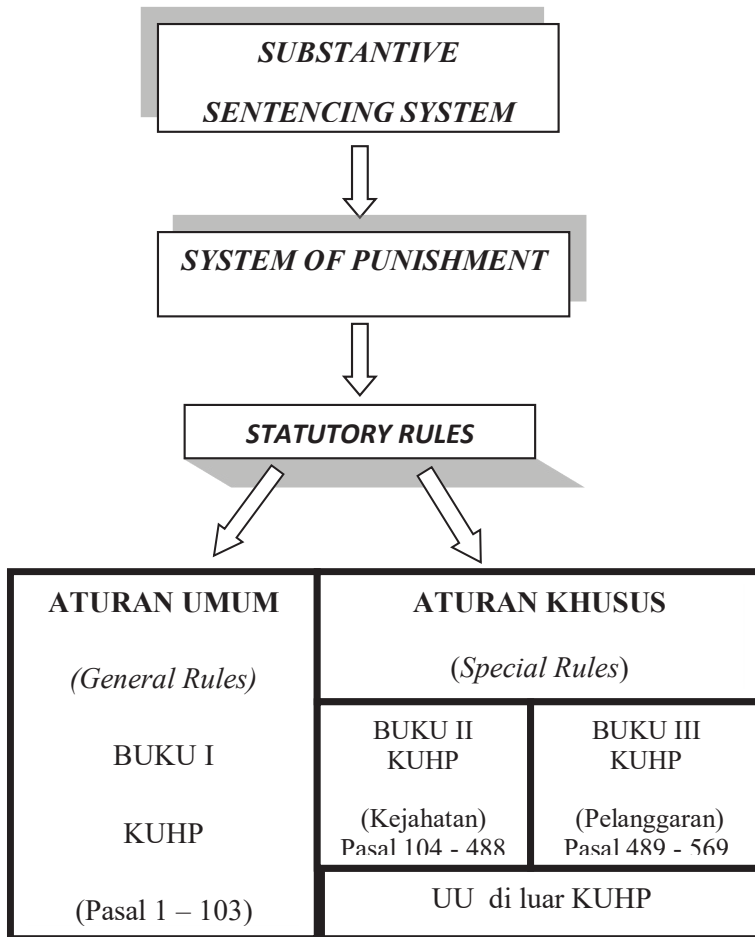 SUBSTANTIVE
SENTENCING SYSTEM
SYSTEM OF PUNISHMENT
STATUTORY RULES
ATURAN UMUM
(General Rules)
BUKU I
KUHP
(Pasal 1 – 103)
ATURAN KHUSUS
(Special Rules)
BUKU II
KUHP
(Kejahatan)
Pasal 104 - 488
BUKU III
KUHP
(Pelanggaran)
Pasal 489 - 569
UU di luar KUHP